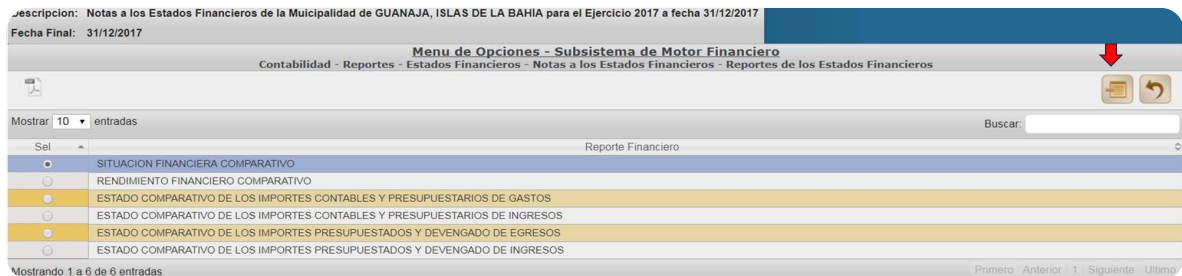 Descripcion: Notas a los Estados Financieros de la Muicipalidad de GUANAJA, ISLAS DE LA BAHIA para el Ejercicio 2017 a fecha 31/12/2017
Fecha Final: 31/12/2017
Menu de Opciones - Subsistema de Motor Financiero
Contabilidad - Reportes - Estados Financieros - Notas a los Estados Financieros - Reportes de los Estados Financieros
Mostrar 10 entradas Buscar:
Sel Reporte Financiero
SITUACION FINANCIERA COMPARATIVO
RENDIMIENTO FINANCIERO COMPARATIVO
ESTADO COMPARATIVO DE LOS IMPORTES CONTABLES Y PRESUPUESTARIOS DE GASTOS
ESTADO COMPARATIVO DE LOS IMPORTES CONTABLES Y PRESUPUESTARIOS DE INGRESOS
ESTADO COMPARATIVO DE LOS IMPORTES PRESUPUESTADOS Y DEVENGADO DE EGRESOS
ESTADO COMPARATIVO DE LOS IMPORTES PRESUPUESTADOS Y DEVENGADO DE INGRESOS
Mostrando 1 a 6 de 6 entradas Primero Anterior 1 Siguiente Ultimo